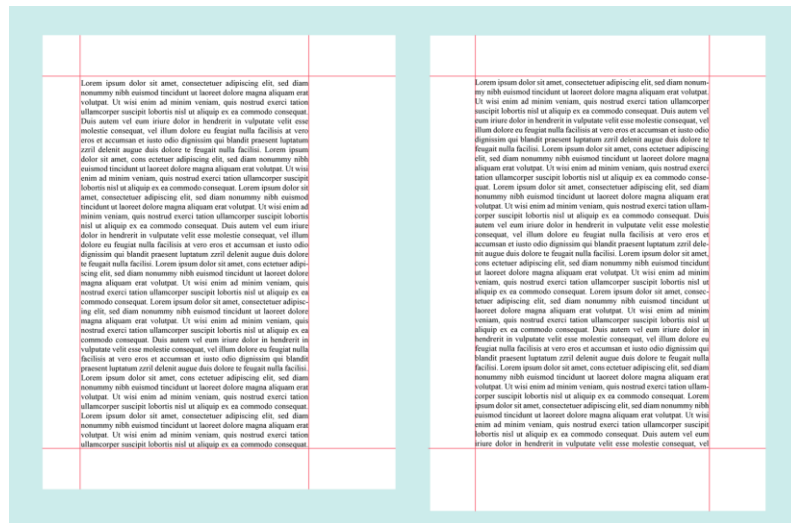 Lorem ipsum dolor sit amet, consectetuer adipiscing elit, sed diam
nonummy nibh euismod tincidunt ut laoreet dolore magna aliquam erat
volutpat. Ut wisi enim ad minim veniam, quis nostrud exerci tation
ullamcorper suscipit lobortis nisl ut aliquip ex ea commodo consequat.
Duis autem vel eum iriure dolor in hendrerit in vulputate velit esse
molestie consequat, vel illum dolore eu feugiat nulla facilisis at vero
eros et accumsan et iusto odio dignissim qui blandit praesent luptatum
zzril delenit augue duis dolore te feugait nulla facilisi. Lorem ipsum
dolor sit amet, cons ectetuer adipiscing elit, sed diam nonummy nibh
euismod tincidunt ut laoreet dolore magna aliquam erat volutpat. Ut wisi
enim ad minim veniam, quis nostrud exerci tation ullamcorper suscipit
lobortis nisl ut aliquip ex ea commodo consequat. Lorem ipsum dolor sit
amet, consectetuer adipiscing elit, sed diam nonummy nibh euismod
tincidunt ut laoreet dolore magna aliquam erat volutpat. Ut wisi enim ad
minim veniam, quis nostrud exerci tation ullamcorper suscipit lobortis
nisl ut aliquip ex ea commodo consequat. Duis autem vel eum iriure
dolor in hendrerit in vulputate velit esse molestie consequat, vel illum
dolore eu feugiat nulla facilisis at vero eros et accumsan et iusto odio
dignissim qui blandit praesent luptatum zzril delenit augue duis dolore
te feugait nulla facilisi. Lorem ipsum dolor sit amet, cons ectetuer adipi-
scing elit, sed diam nonummy nibh euismod tincidunt ut laoreet dolore
magna aliquam erat volutpat. Ut wisi enim ad minim veniam, quis
nostrud exerci tation ullamcorper suscipit lobortis nisl ut aliquip ex ea
commodo consequat. Lorem ipsum dolor sit amet, consectetuer adipisc-
ing elit, sed diam nonummy nibh euismod tincidunt ut laoreet dolore
magna aliquam erat volutpat. Ut wisi enim ad minim veniam, quis
nostrud exerci tation ullamcorper suscipit lobortis nisl ut aliquip ex ea
commodo consequat. Duis autem vel eum iriure dolor in hendrerit in
vulputate velit esse molestie consequat, vel illum dolore eu feugiat nulla
facilisis at vero eros et accumsan et iusto odio dignissim qui blandit
praesent luptatum zzril delenit augue duis dolore te feugait nulla facilisi.
Lorem ipsum dolor sit amet, cons ectetuer adipiscing elit, sed diam
nonummy nibh euismod tincidunt ut laoreet dolore magna aliquam erat
volutpat. Ut wisi enim ad minim veniam, quis nostrud exerci tation
ullamcorper suscipit lobortis nisl ut aliquip ex ea commodo consequat.
Lorem ipsum dolor sit amet, consectetuer adipiscing elit, sed diam
nonummy nibh euismod tincidunt ut laoreet dolore magna aliquam erat
volutpat. Ut wisi enim ad minim veniam, quis nostrud exerci tation
ullamcorper suscipit lobortis nisl ut aliquip ex ea commodo consequat.
Lorem ipsum dolor sit amet, consectetuer adipiscing elit, sed diam nonum-
my nibh euismod tincidunt ut laoreet dolore magna aliquam erat volutpat.
Ut wisi enim ad minim veniam, quis nostrud exerci tation ullamcorper
suscipit lobortis nisl ut aliquip ex ea commodo consequat. Duis autem vel
eum iriure dolor in hendrerit in vulputate velit esse molestie consequat, vel
illum dolore eu feugiat nulla facilisis at vero eros et accumsan et iusto odio
dignissim qui blandit praesent luptatum zzril delenit augue duis dolore te
feugait nulla facilisi. Lorem ipsum dolor sit amet, cons ectetuer adipiscing
elit, sed diam nonummy nibh euismod tincidunt ut laoreet dolore magna
aliquam erat volutpat. Ut wisi enim ad minim veniam, quis nostrud exerci
tation ullamcorper suscipit lobortis nisl ut aliquip ex ea commodo conse-
quat. Lorem ipsum dolor sit amet, consectetuer adipiscing elit, sed diam
nonummy nibh euismod tincidunt ut laoreet dolore magna aliquam erat
volutpat. Ut wisi enim ad minim veniam, quis nostrud exerci tation ullam-
corper suscipit lobortis nisl ut aliquip ex ea commodo consequat. Duis
autem vel eum iriure dolor in hendrerit in vulputate velit esse molestie
consequat, vel illum dolore eu feugiat nulla facilisis at vero eros et
accumsan et iusto odio dignissim qui blandit praesent luptatum zzril dele-
nit augue duis dolore te feugait nulla facilisi. Lorem ipsum dolor sit amet,
cons ectetuer adipiscing elit, sed diam nonummy nibh euismod tincidunt
ut laoreet dolore magna aliquam erat volutpat. Ut wisi enim ad minim
veniam, quis nostrud exerci tation ullamcorper suscipit lobortis nisl ut
aliquip ex ea commodo consequat. Lorem ipsum dolor sit amet, consec-
tetuer adipiscing elit, sed diam nonummy nibh euismod tincidunt ut
laoreet dolore magna aliquam erat volutpat. Ut wisi enim ad minim
veniam, quis nostrud exerci tation ullamcorper suscipit lobortis nisl ut
aliquip ex ea commodo consequat. Duis autem vel eum iriure dolor in
hendrerit in vulputate velit esse molestie consequat, vel illum dolore eu
feugiat nulla facilisis at vero eros et accumsan et iusto odio dignissim qui
blandit praesent luptatum zzril delenit augue duis dolore te feugait nulla
facilisi. Lorem ipsum dolor sit amet, cons ectetuer adipiscing elit, sed diam
nonummy nibh euismod tincidunt ut laoreet dolore magna aliquam erat
volutpat. Ut wisi enim ad minim veniam, quis nostrud exerci tation ullam-
corper suscipit lobortis nisl ut aliquip ex ea commodo consequat. Lorem
ipsum dolor sit amet, consectetuer adipiscing elit, sed diam nonummy nibh
euismod tincidunt ut laoreet dolore magna aliquam erat volutpat. Ut wisi
enim ad minim veniam, quis nostrud exerci tation ullamcorper suscipit
lobortis nisl ut aliquip ex ea commodo consequat. Duis autem vel eum
iriure dolor in hendrerit in vulputate velit esse molestie consequat, vel